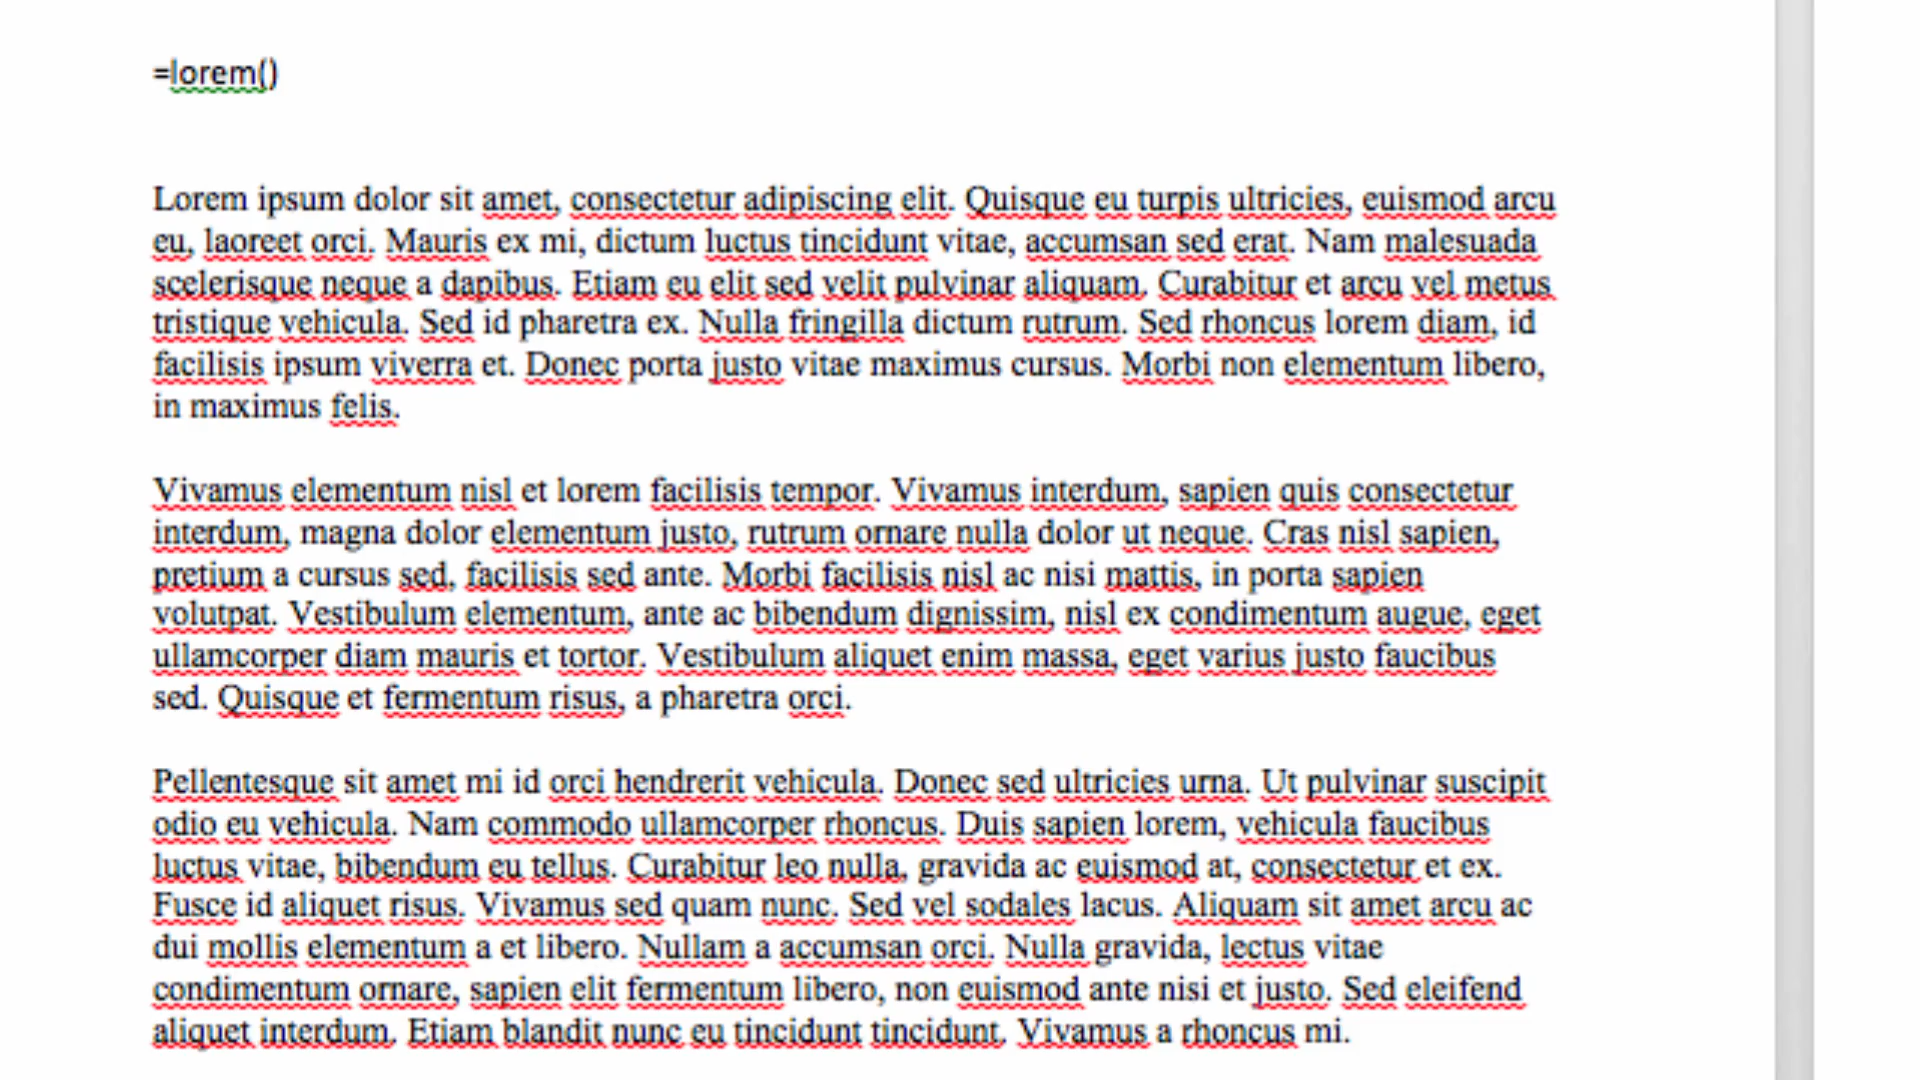 =lorem()
Lorem ipsum dolor sit amet, consectetur adipiscing elit. Quisque eu turpis ultricies, euismod arcu
eu, laoreet orci. Mauris ex mi, dictum luctus tincidunt vitae, accumsan sed erat. Nam malesuada
scelerisque neque a dapibus. Etiam eu elit sed velit pulvinar aliquam. Curabitur et arcu vel metus
tristique vehicula. Sed id pharetra ex. Nulla fringilla dictum rutrum. Sed rhoncus lorem diam, id
facilisis ipsum viverra et. Donec porta justo vitae maximus cursus. Morbi non elementum libero,
in maximus felis.
Vivamus elementum nisl et lorem facilisis tempor. Vivamus interdum, sapien quis consectetur
interdum, magna dolor elementum justo, rutrum ornare nulla dolor ut neque. Cras nisl sapien,
pretium a cursus sed, facilisis sed ante. Morbi facilisis nisl ac nisi mattis, in porta sapien
volutpat. Vestibulum elementum, ante ac bibendum dignissim, nisl ex condimentum augue, eget
ullamcorper diam mauris et tortor. Vestibulum aliquet enim massa, eget varius justo faucibus
sed. Quisque et fermentum risus, a pharetra orci.
Pellentesque sit amet mi id orci hendrerit vehicula. Donec sed ultricies urna. Ut pulvinar suscipit
odio eu vehicula. Nam commodo ullamcorper rhoncus. Duis sapien lorem, vehicula faucibus
luctus vitae, bibendum eu tellus. Curabitur leo nulla, gravida ac euismod at, consectetur et ex.
Fusce id aliquet risus. Vivamus sed quam nunc. Sed vel sodales lacus. Aliquam sit amet arcu ac
dui mollis elementum a et libero. Nullam a accumsan orci. Nulla gravida, lectus vitae
condimentum ornare, sapien elit fermentum libero, non euismod ante nisi et justo. Sed eleifend
aliquet interdum. Etiam blandit nunc eu tincidunt tincidunt. Vivamus a rhoncus mi.